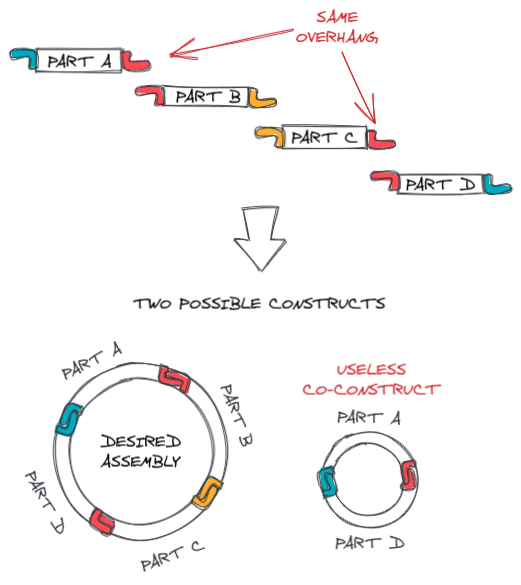 SAME
OVERHANG
PART A
PART B
PART C
PART D
TWO POSSIBLE CONSTRUCTS
PART A
PART B
DESIRED
ASSEMBLY
PART D
PART C
USELESS
CO-CONSTRUCT
PART A
PART D